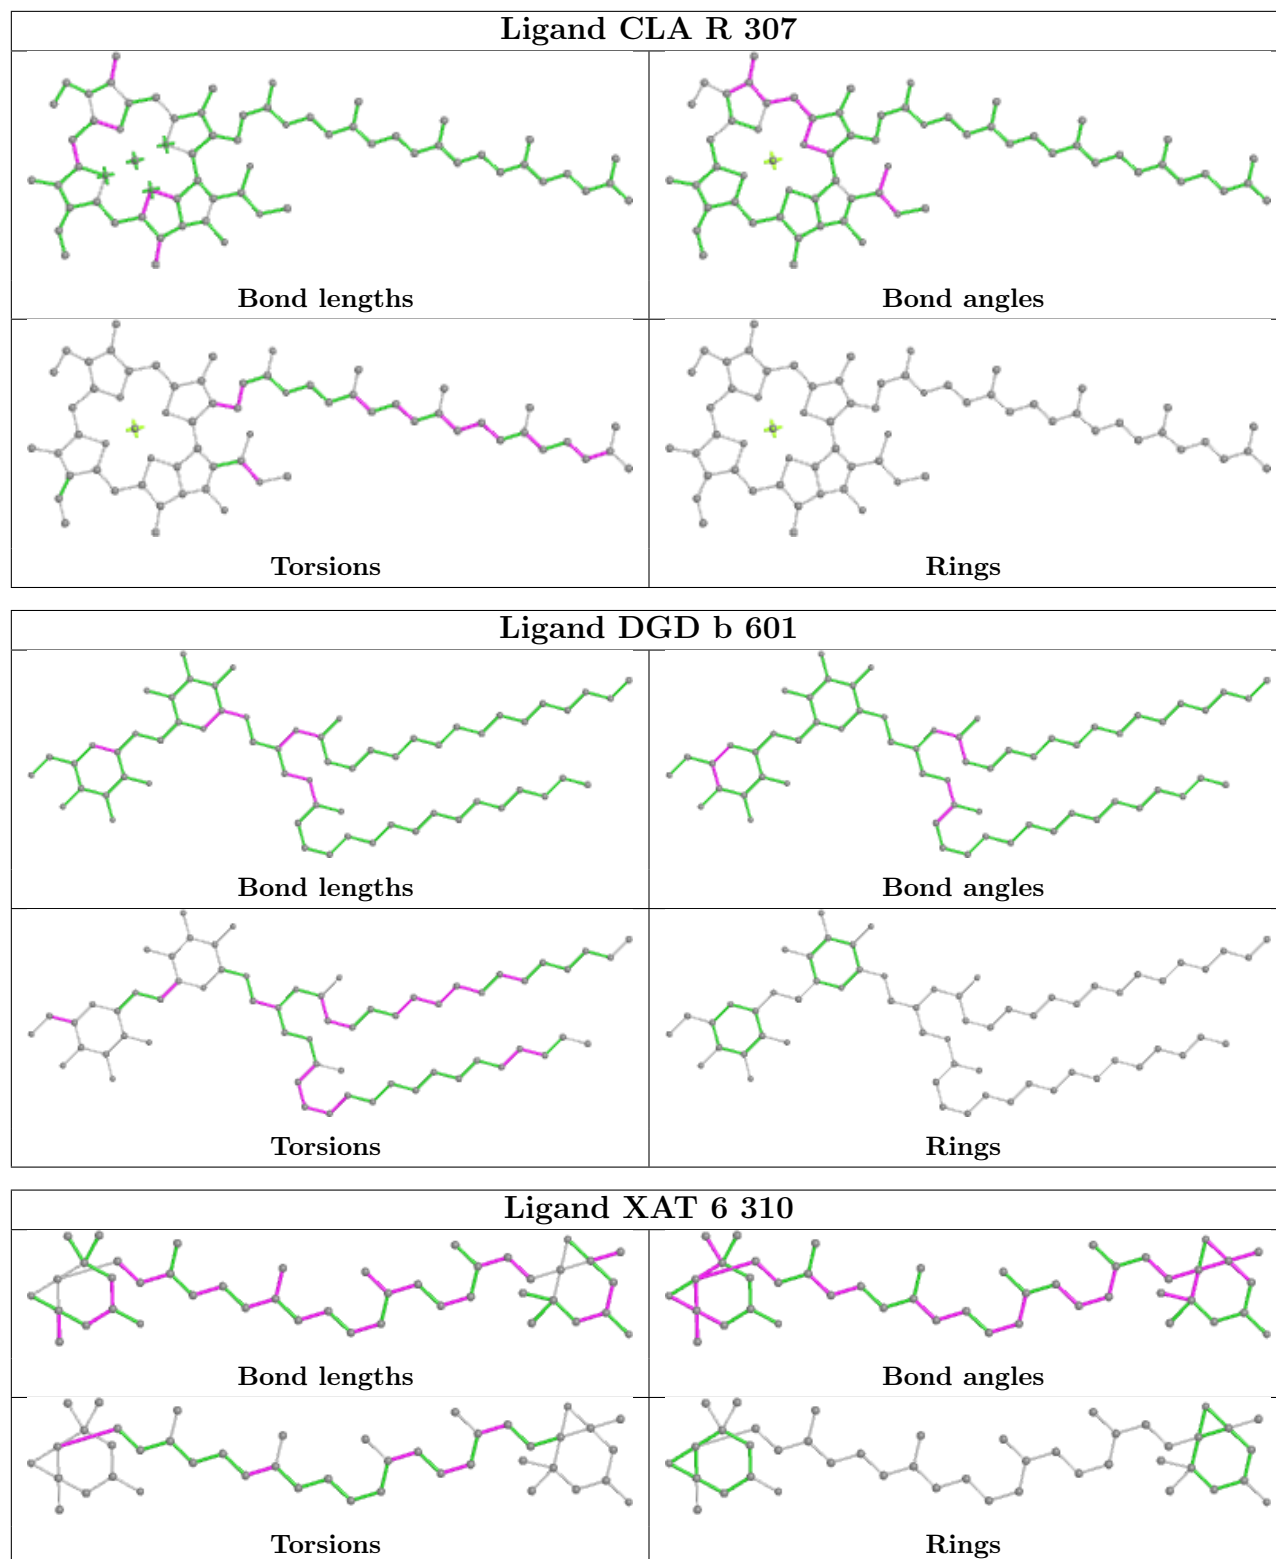 Ligand CLA R 307
Bond lengths
Bond angles
Torsions
Rings
Ligand DGD b 601
Bond lengths
Bond angles
Torsions
Rings
Ligand XAT 6 310
Bond lengths
Bond angles
Torsions
Rings